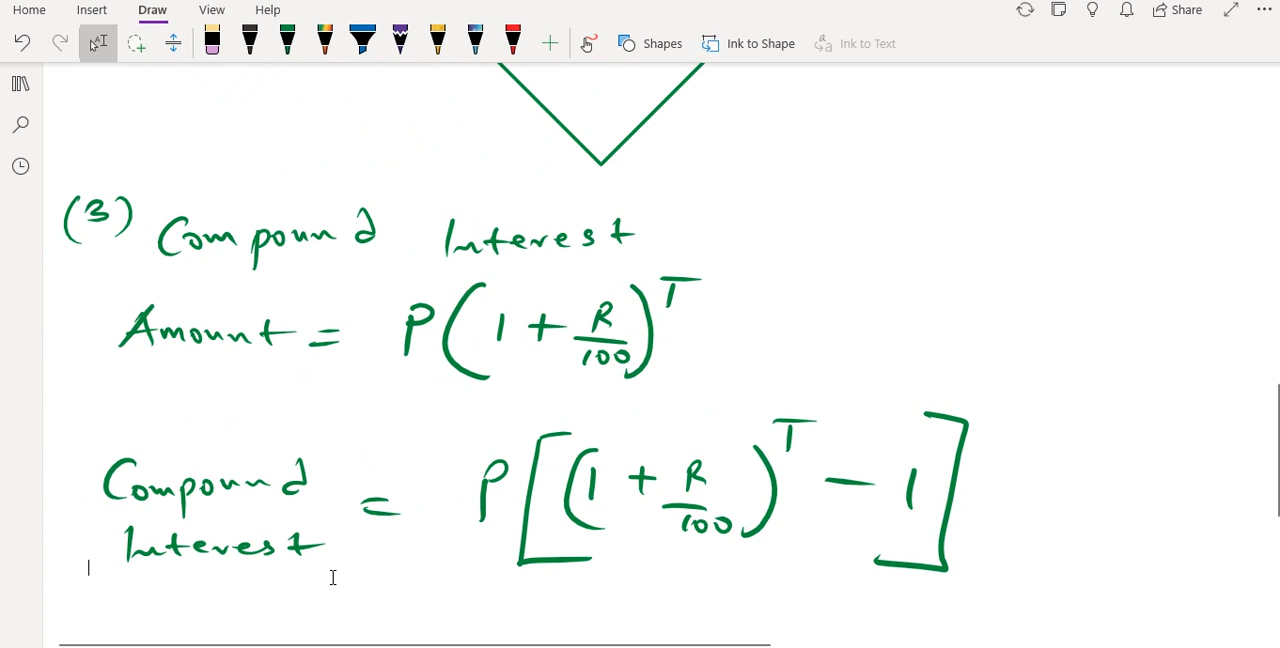 Home Insert Draw View Help
Share
Shapes Ink to Shape Ink to Text
(3) Compound Interest
Amount = P(1 + R/100)^T
Compound Interest = P[(1 + R/100)^T - 1]